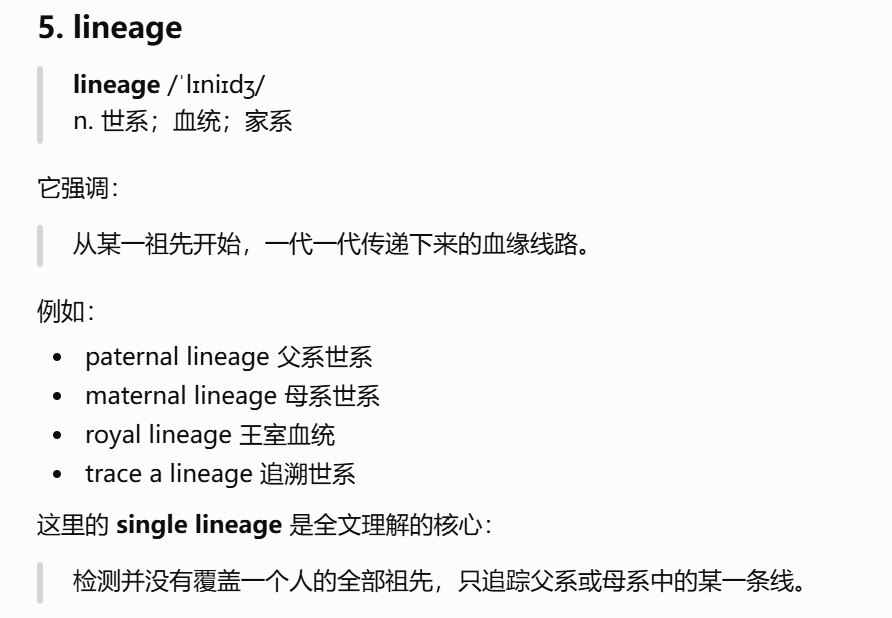 5. lineage
lineage /ˈlɪniɪdʒ/
n. 世系；血统；家系
它强调：
从某一祖先开始，一代一代传递下来的血缘线路。
例如：
• paternal lineage 父系世系
• maternal lineage 母系世系
• royal lineage 王室血统
• trace a lineage 追溯世系
这里的 single lineage 是全文理解的核心：
检测并没有覆盖一个人的全部祖先，只追踪父系或母系中的某一条线。